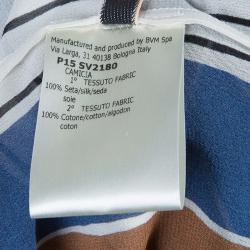 Manufactured and produced by BVM Spa
Via Larga, 31 40138 Bologna Italy
P15 SV2180
CAMICIA
1° TESSUTO FABRIC
100% Seta/silk/seda
soie
2° TESSUTO FABRIC
100% Cotone/cotton/algodon
coton